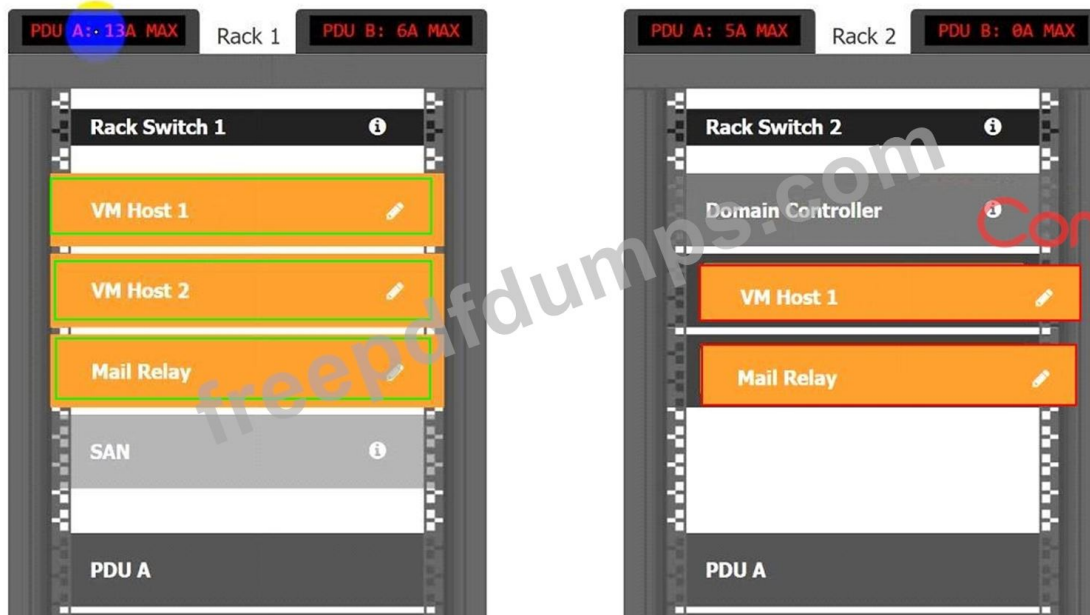 PDU A: 13A MAX
Rack 1
PDU B: 6A MAX
Rack Switch 1
VM Host 1
VM Host 2
Mail Relay
SAN
PDU A
PDU A: 5A MAX
Rack 2
PDU B: 0A MAX
Rack Switch 2
Domain Controller
VM Host 1
Mail Relay
PDU A
freepdfdumps.com
Com